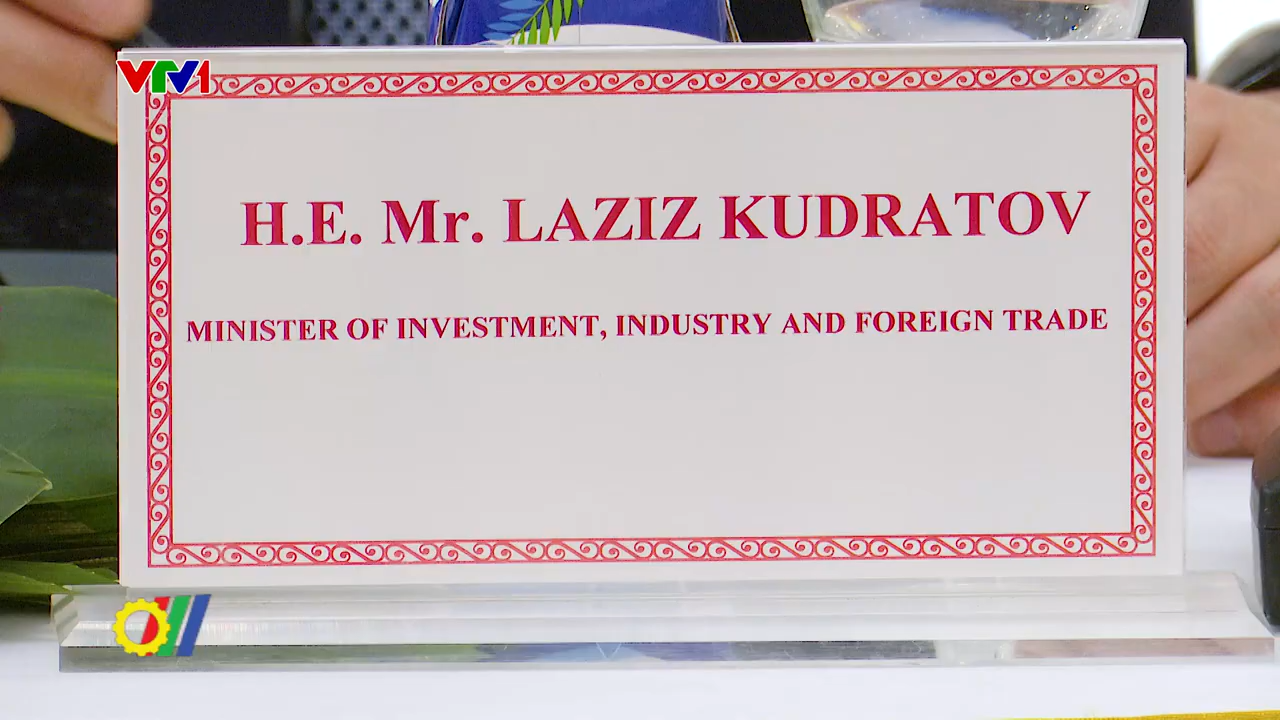 VTV1
H.E. Mr. LAZIZ KUDRATOV
MINISTER OF INVESTMENT, INDUSTRY AND FOREIGN TRADE